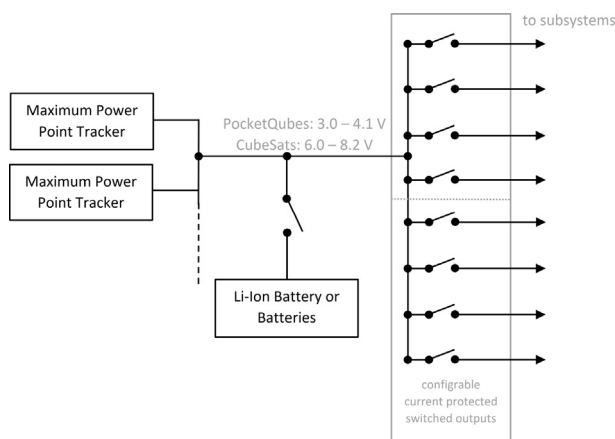 to subsystems
Maximum Power
Point Tracker
PocketQubes: 3.0 – 4.1 V
CubeSats: 6.0 – 8.2 V
Maximum Power
Point Tracker
Li-Ion Battery or
Batteries
configrable
current protected
switched outputs